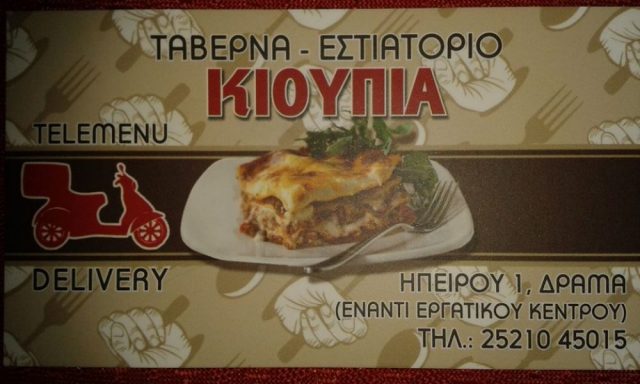 ΤΑΒΕΡΝΑ - ΕΣΤΙΑΤΟΡΙΟ
ΚΙΟΥΠΙΑ
TELEMENU
DELIVERY
ΗΠΕΙΡΟΥ 1, ΔΡΑΜΑ
(ΕΝΑΝΤΙ ΕΡΓΑΤΙΚΟΥ ΚΕΝΤΡΟΥ)
ΤΗΛ.: 25210 45015